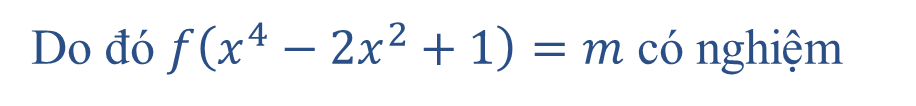 Do đó f(x⁴ − 2x² + 1) = m có nghiệm